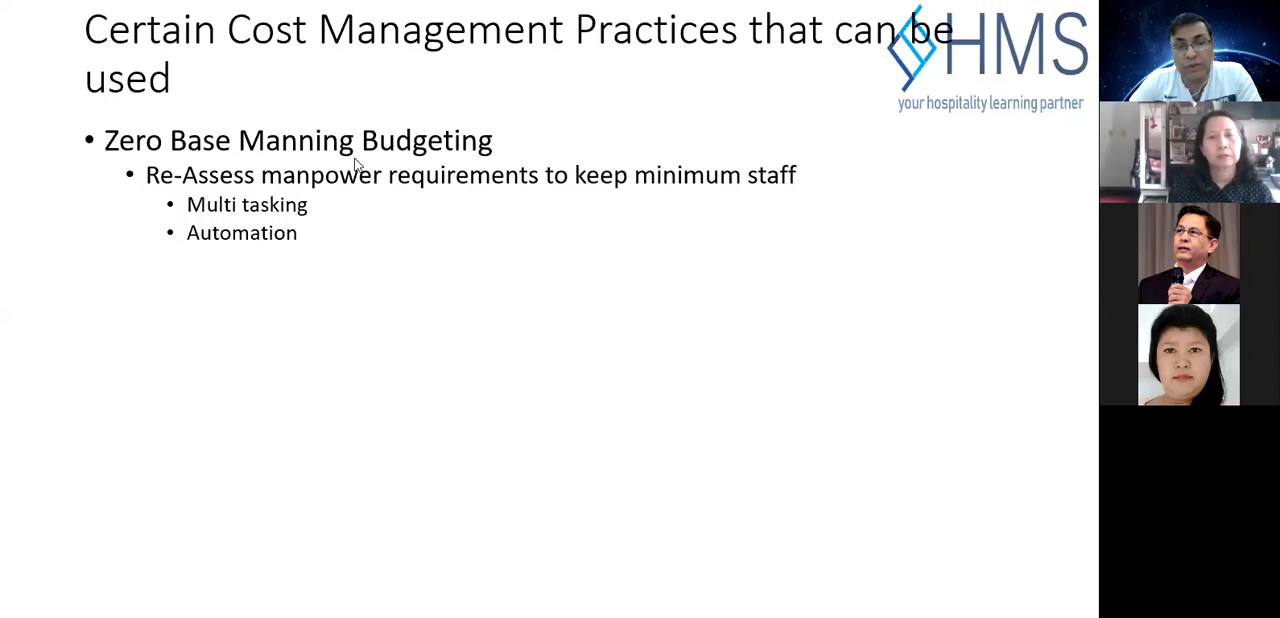 Certain Cost Management Practices that can be
used
HMS
your hospitality learning partner
• Zero Base Manning Budgeting
• Re-Assess manpower requirements to keep minimum staff
• Multi tasking
• Automation